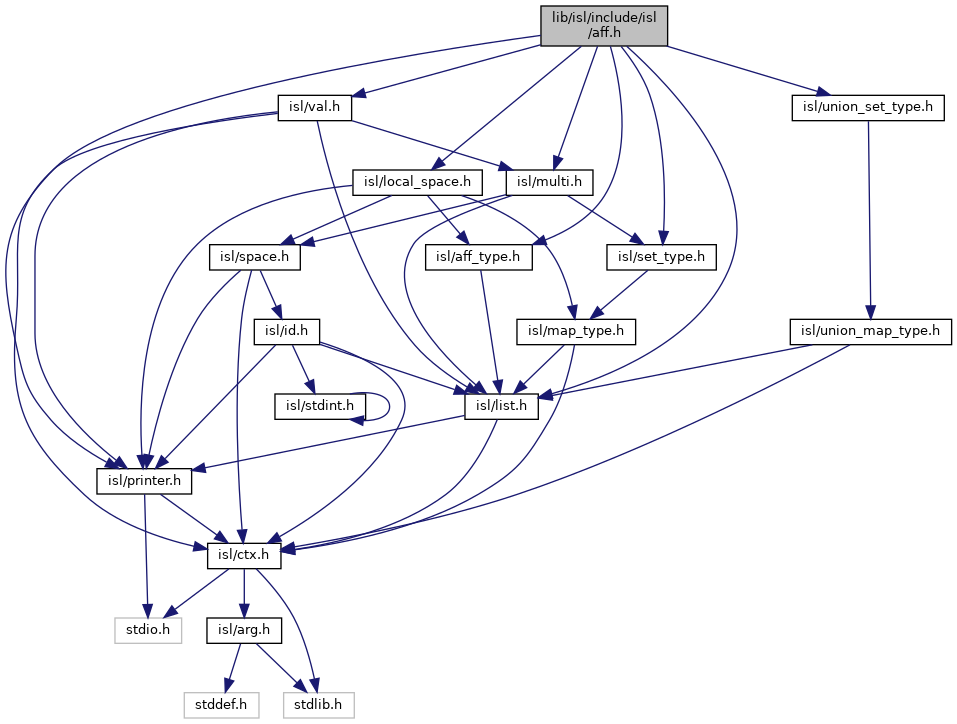 lib/isl/include/isl
/aff.h
isl/val.h
isl/union_set_type.h
isl/local_space.h
isl/multi.h
isl/space.h
isl/aff_type.h
isl/set_type.h
isl/id.h
isl/map_type.h
isl/union_map_type.h
isl/stdint.h
isl/list.h
isl/printer.h
isl/ctx.h
stdio.h
isl/arg.h
stddef.h
stdlib.h